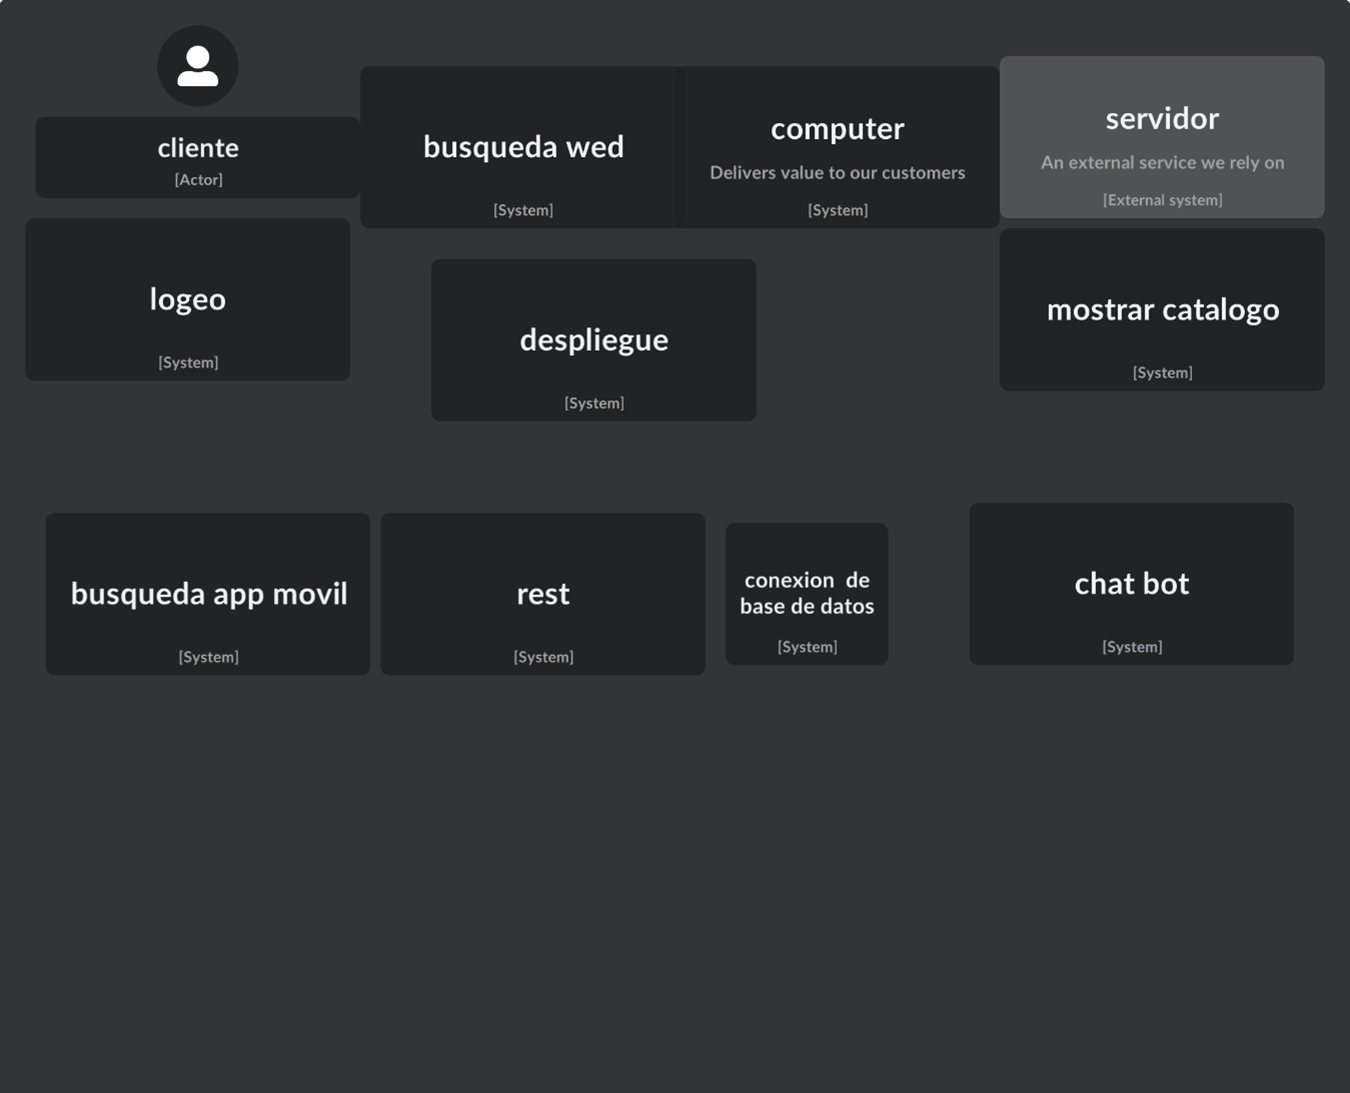 cliente
[Actor]
busqueda wed
[System]
computer
Delivers value to our customers
[System]
servidor
An external service we rely on
[External system]
logeo
[System]
despliegue
[System]
mostrar catalogo
[System]
busqueda app movil
[System]
rest
[System]
conexion  de
base de datos
[System]
chat bot
[System]